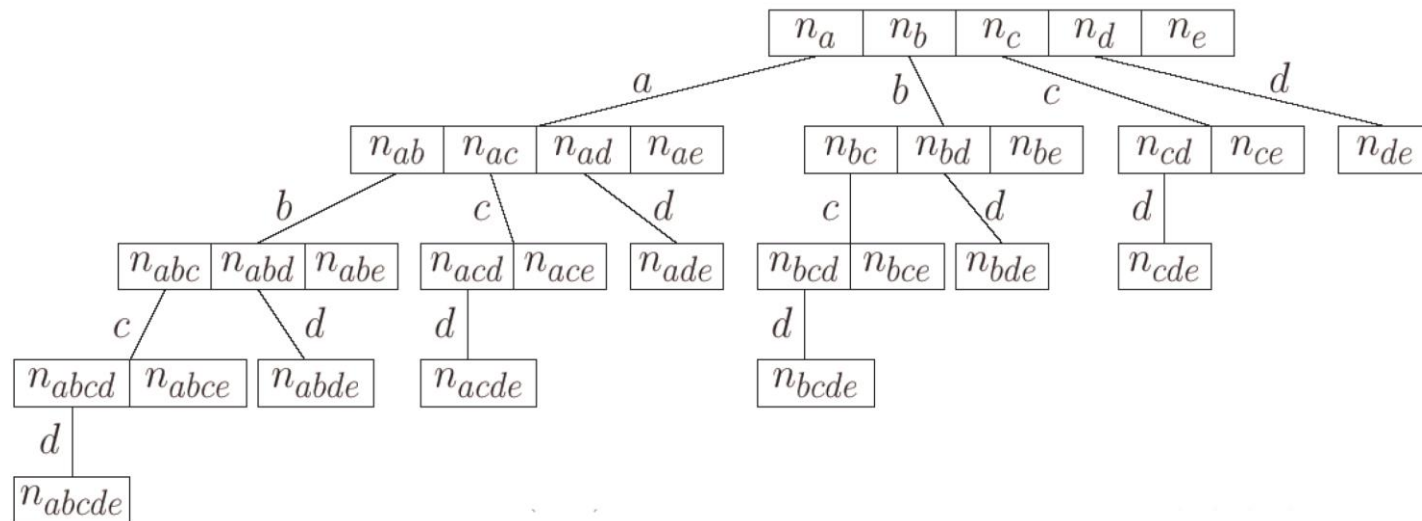 n_a n_b n_c n_d n_e
a b c d
n_ab n_ac n_ad n_ae n_bc n_bd n_be n_cd n_ce n_de
b c d c d d
n_abc n_abd n_abe n_acd n_ace n_ade n_bcd n_bce n_bde n_cde
c d d d
n_abcd n_abce n_abde n_acde n_bcde
d
n_abcde